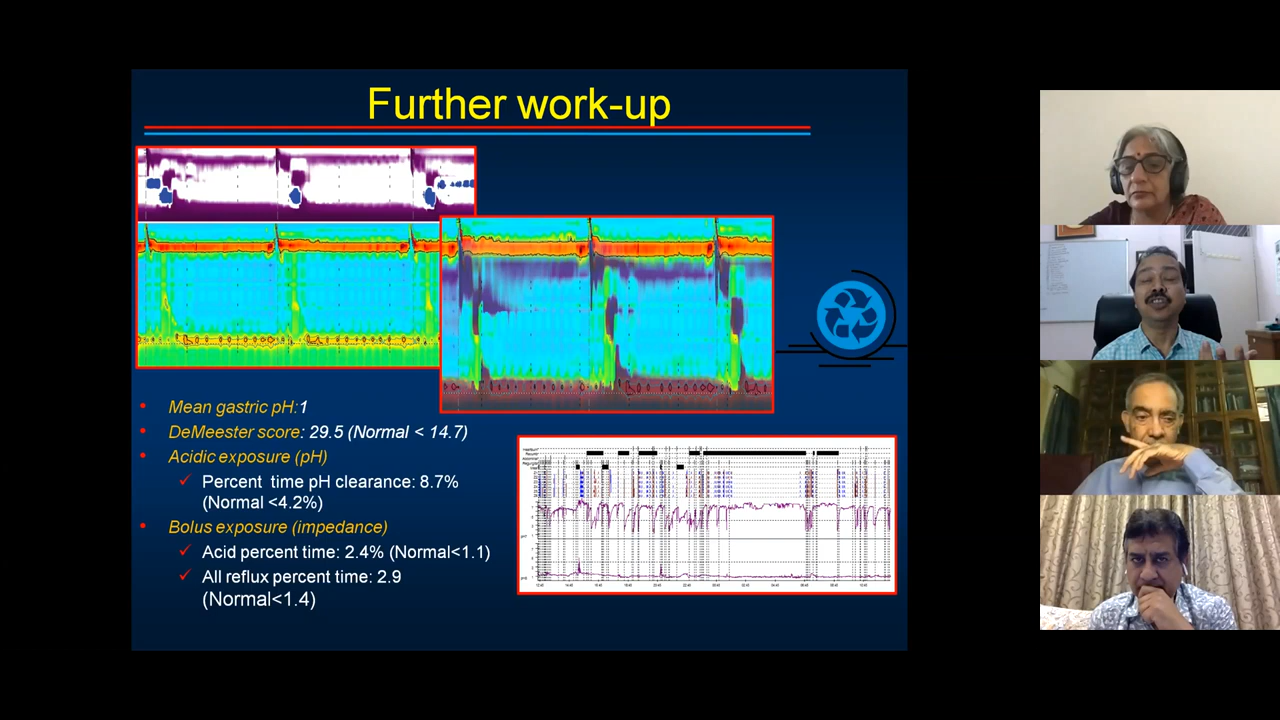 Further work-up
• Mean gastric pH:1
• DeMeester score: 29.5 (Normal < 14.7)
• Acidic exposure (pH)
✓ Percent time pH clearance: 8.7%
(Normal <4.2%)
• Bolus exposure (impedance)
✓ Acid percent time: 2.4% (Normal<1.1)
✓ All reflux percent time: 2.9
(Normal<1.4)